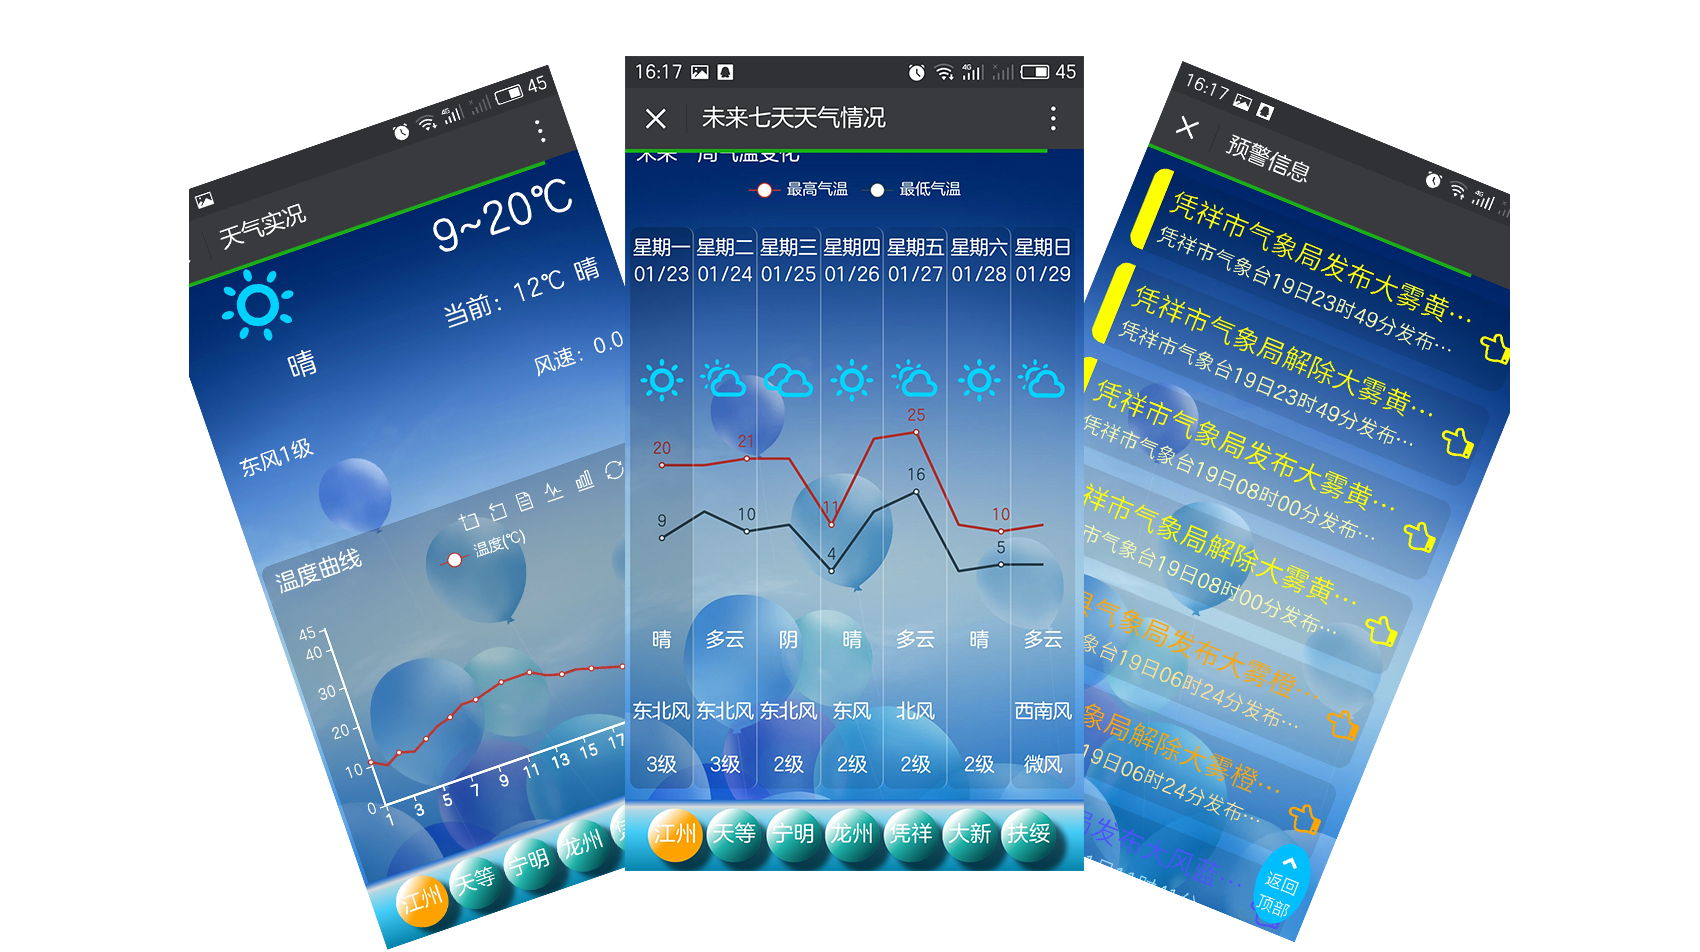 45
天气实况
9~20℃
当前：12℃ 晴
晴
风速：0.0
东风1级
温度曲线
温度(℃)
45
40
30
20
10
0
1 3 5 7 9 11 13 15 17
江州 天等 宁明 龙州
16:17 45
未来七天天气情况
未来一周气温变化
最高气温 最低气温
星期一 星期二 星期三 星期四 星期五 星期六 星期日
01/23 01/24 01/25 01/26 01/27 01/28 01/29
25
20 21
16
11 10
9 10
4 5
晴 多云 阴 晴 多云 晴 多云
东北风 东北风 东北风 东风 北风 西南风
3级 3级 2级 2级 2级 2级 微风
江州 天等 宁明 龙州 凭祥 大新 扶绥
16:17
预警信息
凭祥市气象局发布大雾黄…
凭祥市气象台19日23时49分发布…
凭祥市气象局解除大雾黄…
凭祥市气象台19日23时49分发布…
凭祥市气象局发布大雾黄…
凭祥市气象台19日08时00分发布…
祥市气象局解除大雾黄…
市气象台19日08时00分发布…
县气象局发布大雾橙…
象台19日06时24分发布…
象局解除大雾橙…
19日06时24分发布…
局发布大风蓝…
返回
顶部